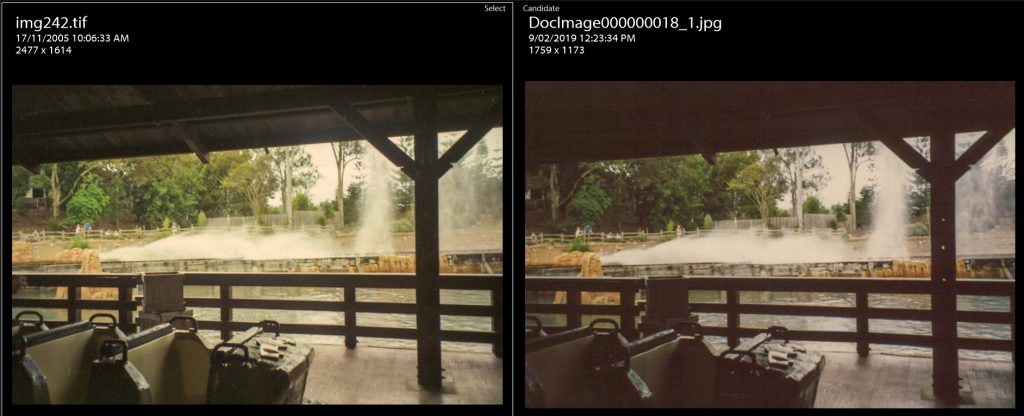 Select
img242.tif
17/11/2005 10:06:33 AM
2477 x 1614
Candidate
DocImage000000018_1.jpg
9/02/2019 12:23:34 PM
1759 x 1173